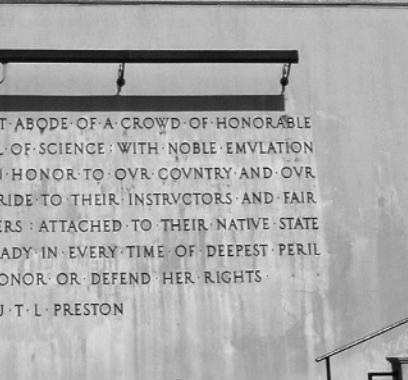 T·ABODE·OF·A·CROWD·OF·HONORABLE
L·OF·SCIENCE : WITH·NOBLE·EMVLATION
HONOR·TO·OVR·COVNTRY·AND·OVR
RIDE·TO·THEIR·INSTRVCTORS·AND·FAIR
ERS : ATTACHED·TO·THEIR·NATIVE·STATE
ADY·IN·EVERY·TIME·OF·DEEPEST·PERIL
ONOR·OR·DEFEND·HER·RIGHTS·
J·T·L·PRESTON